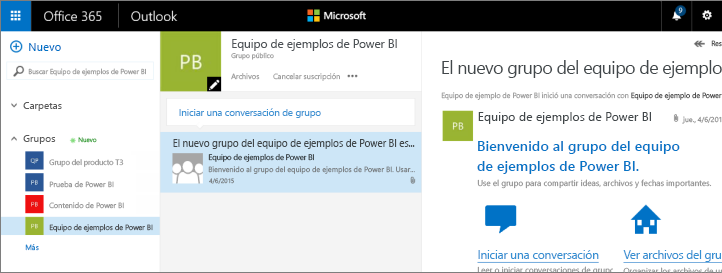 Office 365
Outlook
Microsoft
9
Nuevo
Buscar Equipo de ejemplos de Power BI
Carpetas
Grupos
Nuevo
GP
Grupo del producto T3
PB
Prueba de Power BI
PB
Contenido de Power BI
PB
Equipo de ejemplos de Power BI
Más
PB
Equipo de ejemplos de Power BI
Grupo público
Archivos
Cancelar suscripción
Iniciar una conversación de grupo
El nuevo grupo del equipo de ejemplos de Power BI es...
Equipo de ejemplos de Power BI
Bienvenido al grupo del equipo de ejemplos de Power BI. Usar...
4/6/2015
Res
El nuevo grupo del equipo de ejemplo
Equipo de ejemplo de Power BI inició una conversación con Equipo de ejemplo de Power
PB
Equipo de ejemplos de Power BI
jue., 4/6/201
Bienvenido al grupo del equipo
de ejemplos de Power BI.
Use el grupo para compartir ideas, archivos y fechas importantes.
Iniciar una conversación
Ver archivos del gru
Leer o iniciar conversaciones de grupo
Organizar los archivos de un